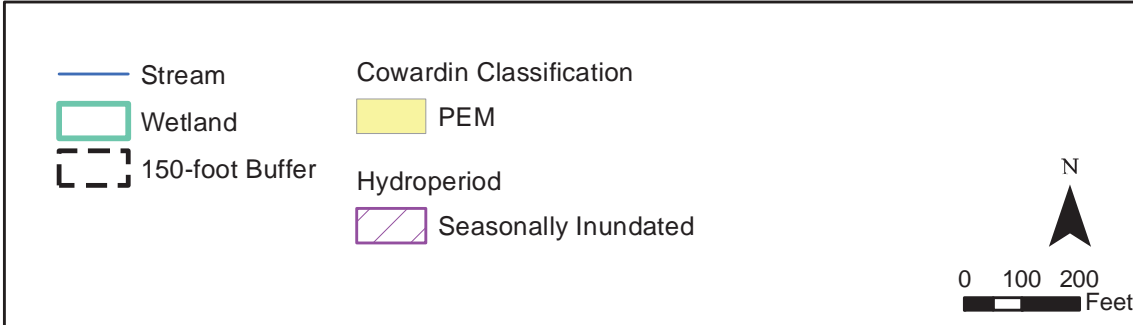 Stream
Wetland
150-foot Buffer
Cowardin Classification
PEM
Hydroperiod
Seasonally Inundated
N
0 100 200
Feet